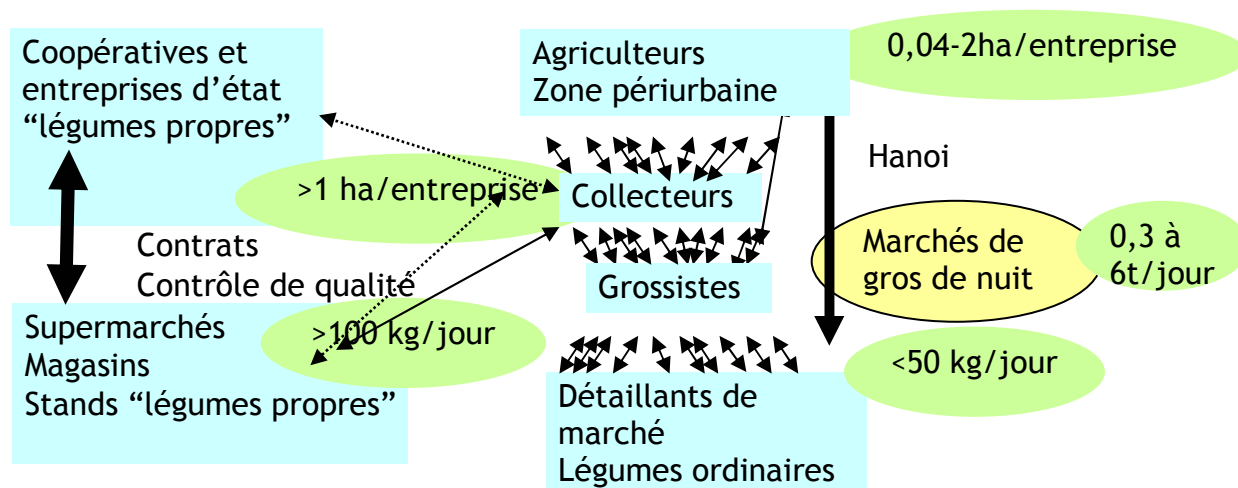 Coopératives et
entreprises d’état
“légumes propres”
Agriculteurs
Zone périurbaine
0,04-2ha/entreprise
Hanoi
>1 ha/entreprise
Collecteurs
Contrats
Contrôle de qualité
Marchés de
gros de nuit
0,3 à
6t/jour
Grossistes
Supermarchés
Magasins
Stands “légumes propres”
>100 kg/jour
<50 kg/jour
Détaillants de
marché
Légumes ordinaires